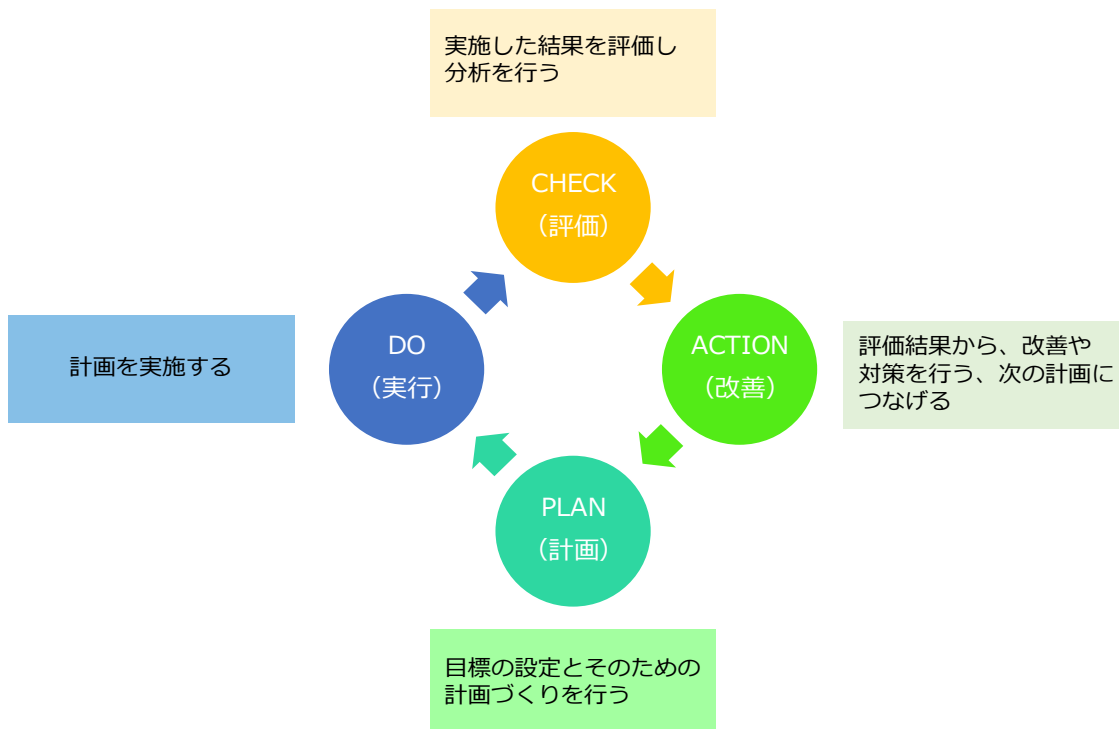 実施した結果を評価し
分析を行う
CHECK
（評価）
DO
（実行）
ACTION
（改善）
計画を実施する
評価結果から、改善や
対策を行う、次の計画に
つなげる
PLAN
（計画）
目標の設定とそのための
計画づくりを行う